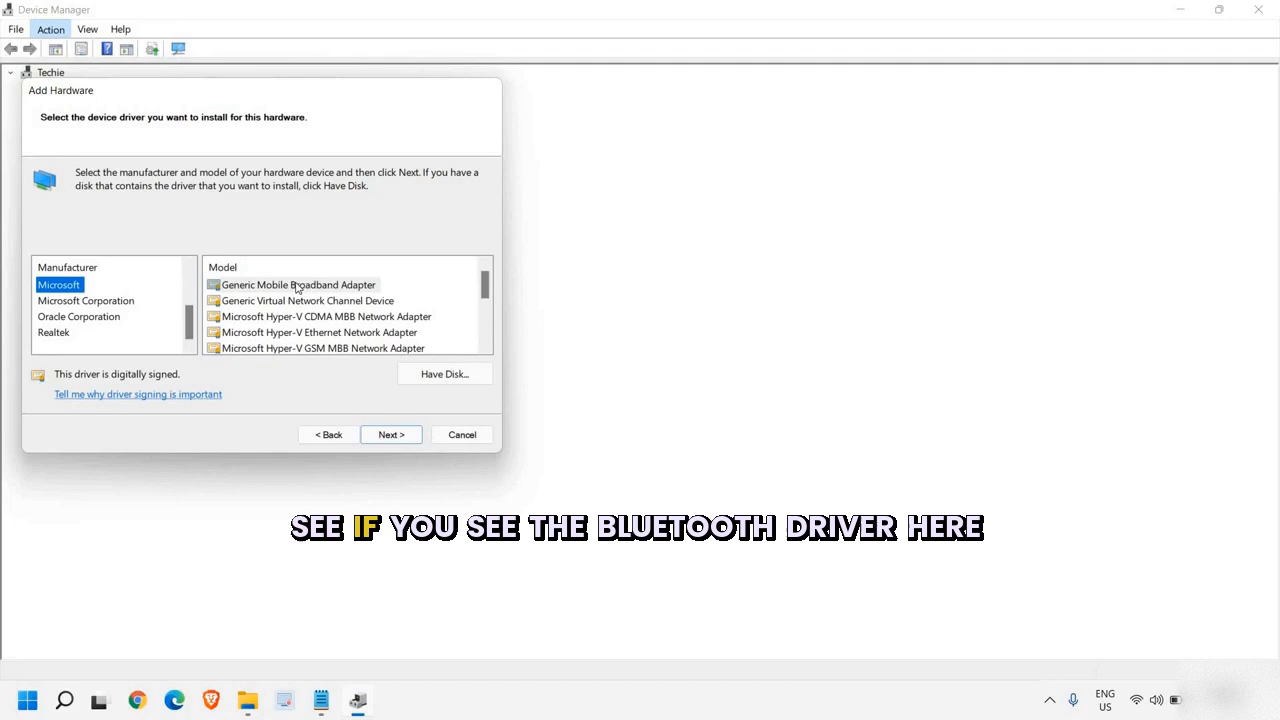 Device Manager
File Action View Help
Techie
Add Hardware
Select the device driver you want to install for this hardware.
Select the manufacturer and model of your hardware device and then click Next. If you have a
disk that contains the driver that you want to install, click Have Disk.
Manufacturer
Microsoft
Microsoft Corporation
Oracle Corporation
Realtek
Model
Generic Mobile Broadband Adapter
Generic Virtual Network Channel Device
Microsoft Hyper-V CDMA MBB Network Adapter
Microsoft Hyper-V Ethernet Network Adapter
Microsoft Hyper-V GSM MBB Network Adapter
This driver is digitally signed.
Have Disk...
Tell me why driver signing is important
< Back Next > Cancel
SEE IF YOU SEE THE BLUETOOTH DRIVER HERE
ENG
US